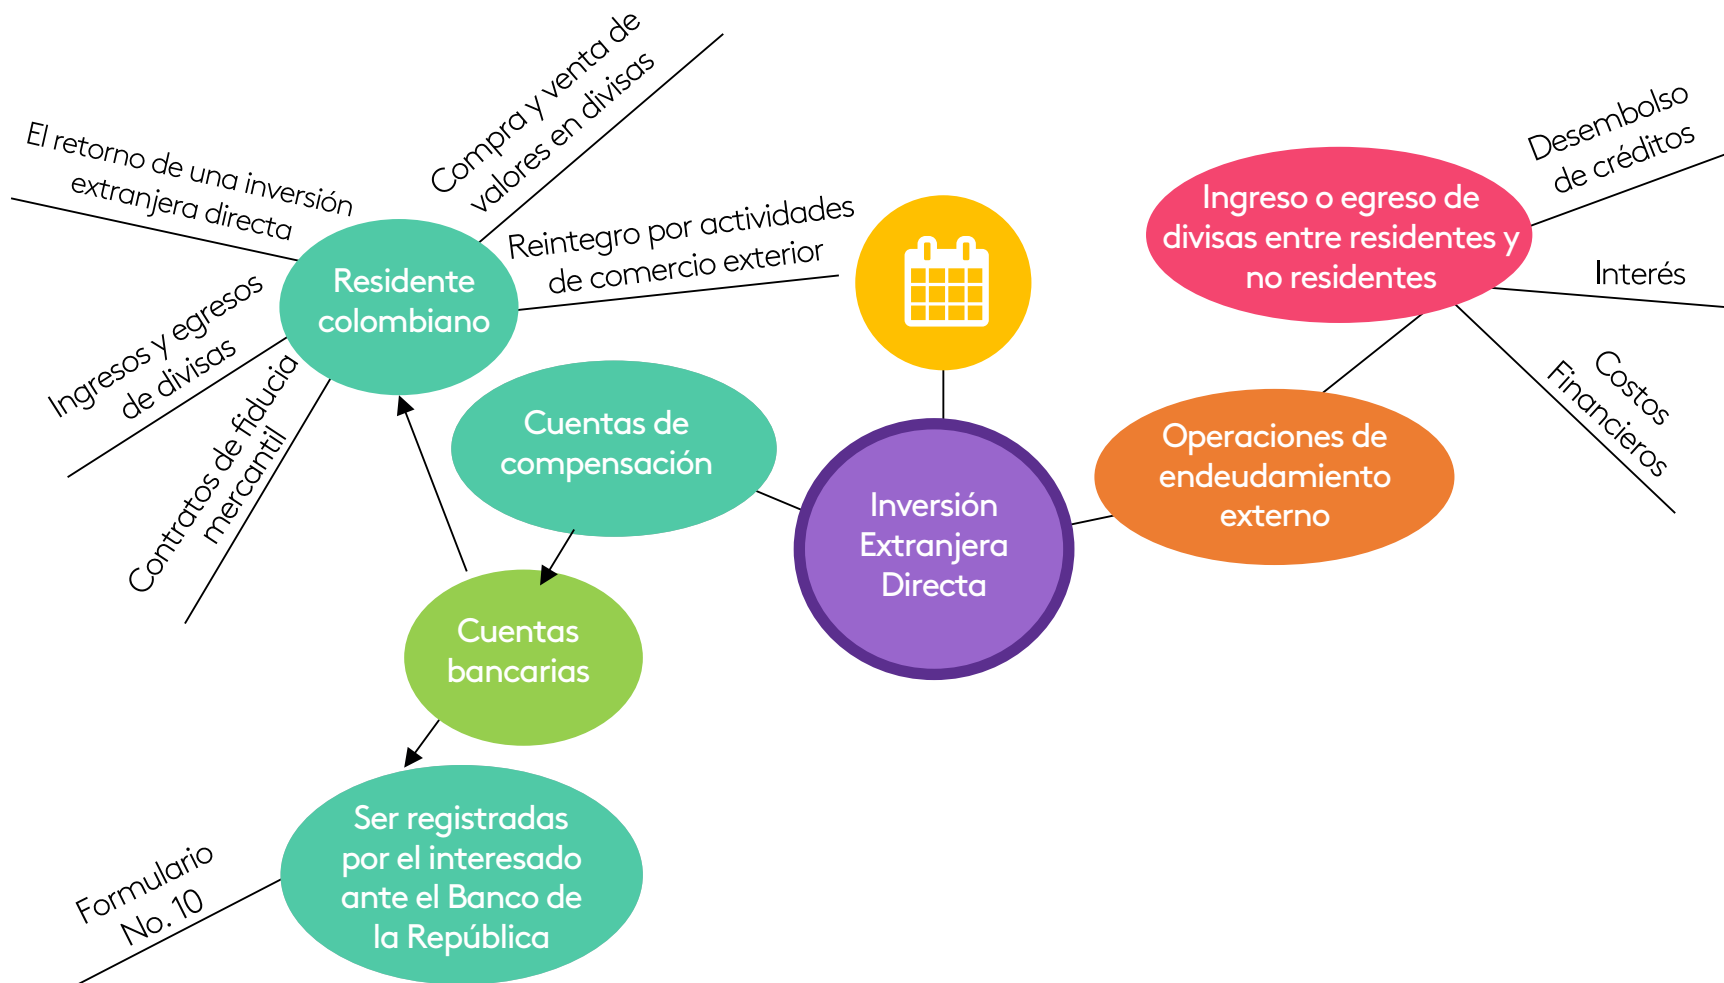 Compra y venta de
valores en divisas
El retorno de una inversión
extranjera directa
Reintegro por actividades
de comercio exterior
Residente
colombiano
Ingresos y egresos
de divisas
Contratos de fiducia
mercantil
Cuentas de
compensación
Cuentas
bancarias
Ser registradas
por el interesado
ante el Banco de
la República
Formulario
No. 10
Inversión
Extranjera
Directa
Operaciones de
endeudamiento
externo
Ingreso o egreso de
divisas entre residentes y
no residentes
Desembolso
de créditos
Interés
Costos
Financieros